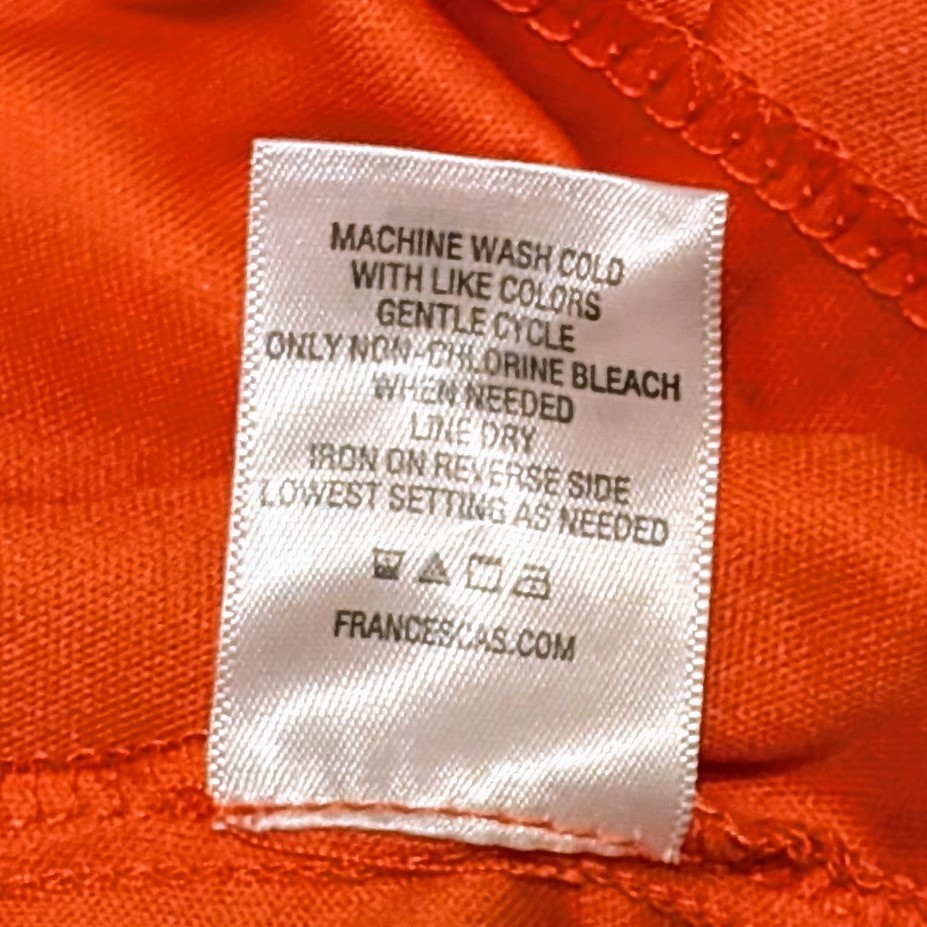 MACHINE WASH COLD
WITH LIKE COLORS
GENTLE CYCLE
ONLY NON-CHLORINE BLEACH
WHEN NEEDED
LINE DRY
IRON ON REVERSE SIDE
LOWEST SETTING AS NEEDED
FRANCESCAS.COM